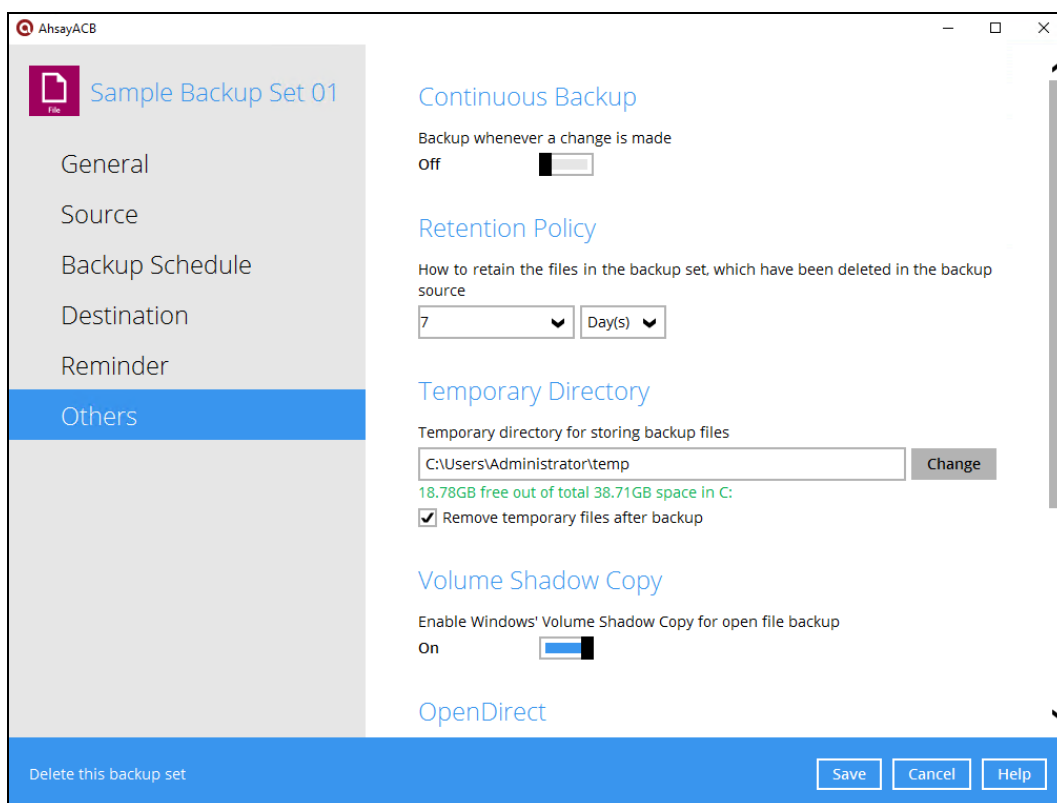 AhsayACB
File
Sample Backup Set 01
General
Source
Backup Schedule
Destination
Reminder
Others
Continuous Backup
Backup whenever a change is made
Off
Retention Policy
How to retain the files in the backup set, which have been deleted in the backup
source
7
Day(s)
Temporary Directory
Temporary directory for storing backup files
C:\Users\Administrator\temp
Change
18.78GB free out of total 38.71GB space in C:
Remove temporary files after backup
Volume Shadow Copy
Enable Windows' Volume Shadow Copy for open file backup
On
OpenDirect
Delete this backup set
Save
Cancel
Help